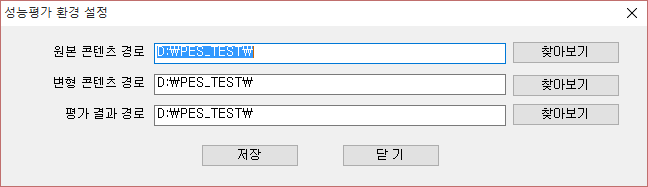 성능평가 환경 설정
원본 콘텐츠 경로 D:₩PES_TEST₩ 찾아보기
변형 콘텐츠 경로 D:₩PES_TEST₩ 찾아보기
평가 결과 경로 D:₩PES_TEST₩ 찾아보기
저장 닫 기